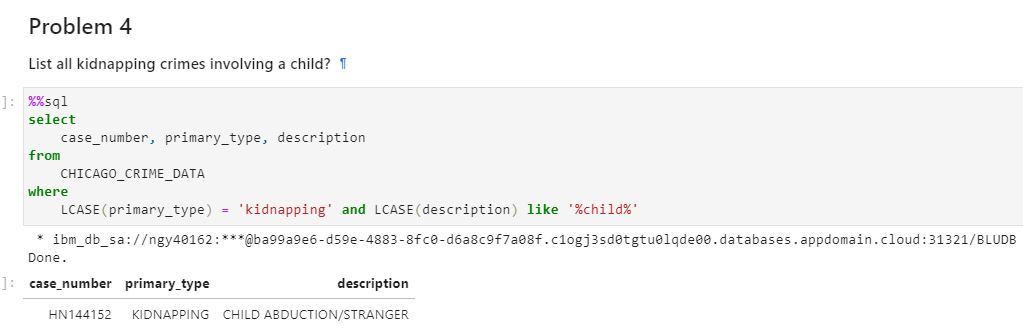 Problem 4
List all kidnapping crimes involving a child? ¶
]: %%sql
select
case_number, primary_type, description
from
CHICAGO_CRIME_DATA
where
LCASE(primary_type) = 'kidnapping' and LCASE(description) like '%child%'
* ibm_db_sa://ngy40162:***@ba99a9e6-d59e-4883-8fc0-d6a8c9f7a08f.c1ogj3sd0tgtu0lqde00.databases.appdomain.cloud:31321/BLUDB
Done.
]: case_number primary_type description
HN144152 KIDNAPPING CHILD ABDUCTION/STRANGER